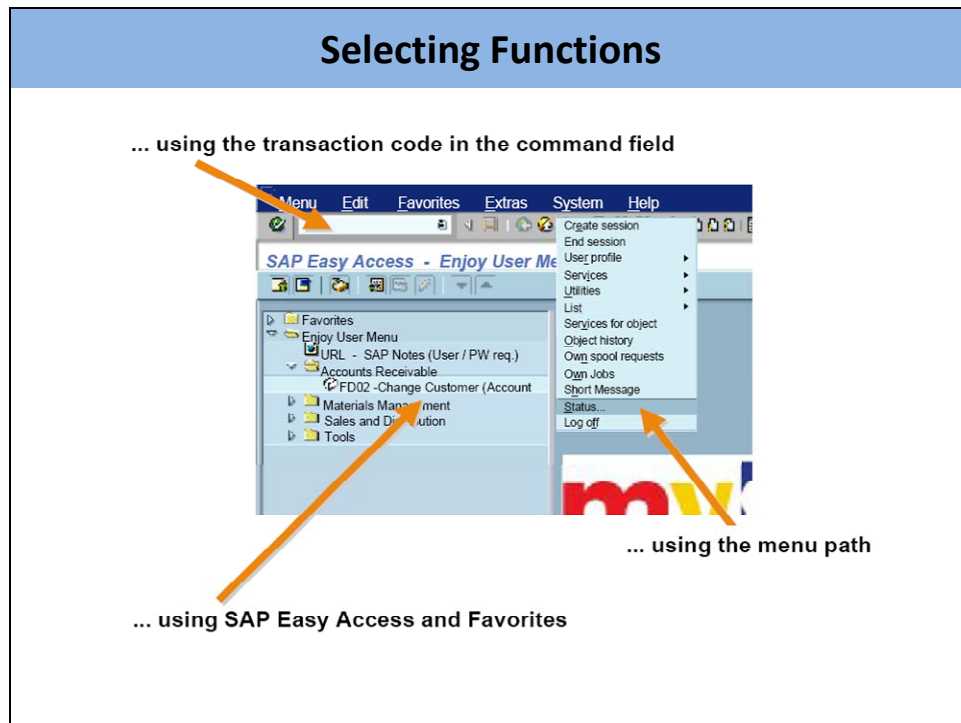 Selecting Functions
... using the transaction code in the command field
Menu Edit Favorites Extras System Help
Create session
End session
User profile
Services
Utilities
List
Services for object
Object history
Own spool requests
Own Jobs
Short Message
Status...
Log off
SAP Easy Access - Enjoy User Me
Favorites
Enjoy User Menu
URL - SAP Notes (User / PW req.)
Accounts Receivable
FD02 -Change Customer (Account
Materials Management
Sales and Distribution
Tools
my
... using the menu path
... using SAP Easy Access and Favorites